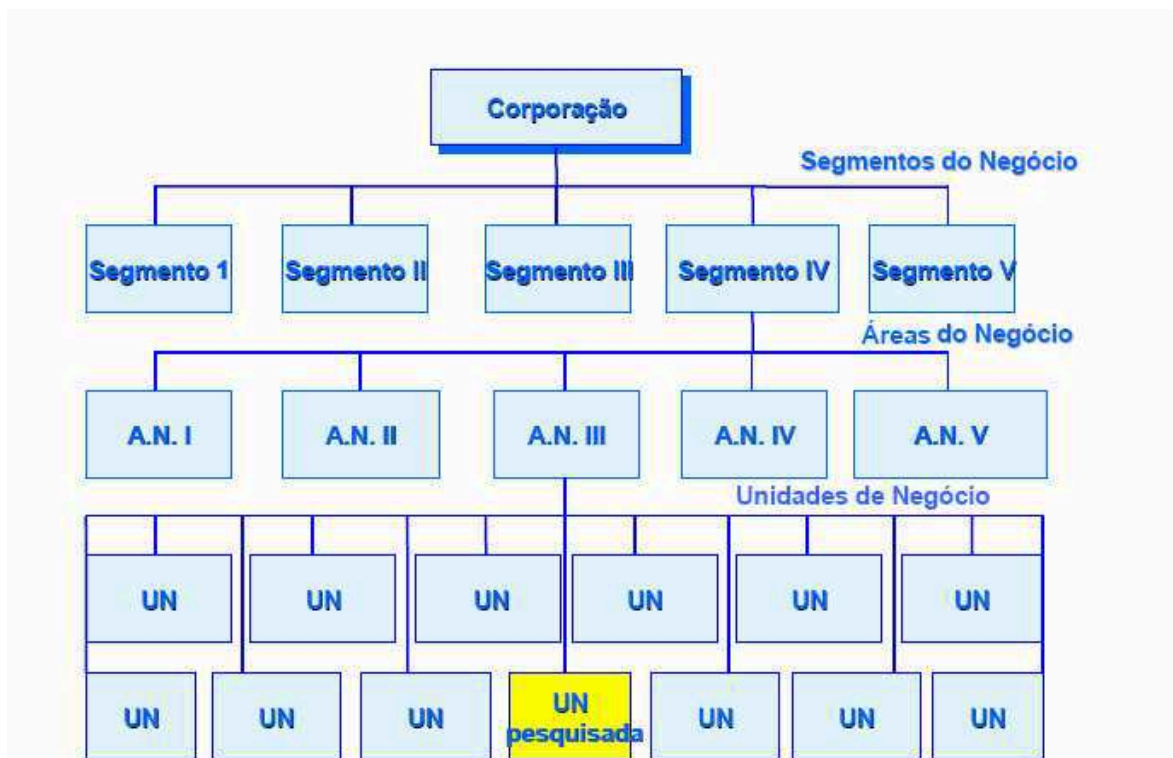 Corporação
Segmentos do Negócio
Segmento 1
Segmento II
Segmento III
Segmento IV
Segmento V
Áreas do Negócio
A.N. I
A.N. II
A.N. III
A.N. IV
A.N. V
Unidades de Negócio
UN
UN
UN
UN
UN
UN
UN
UN
UN
UN
pesquisada
UN
UN
UN